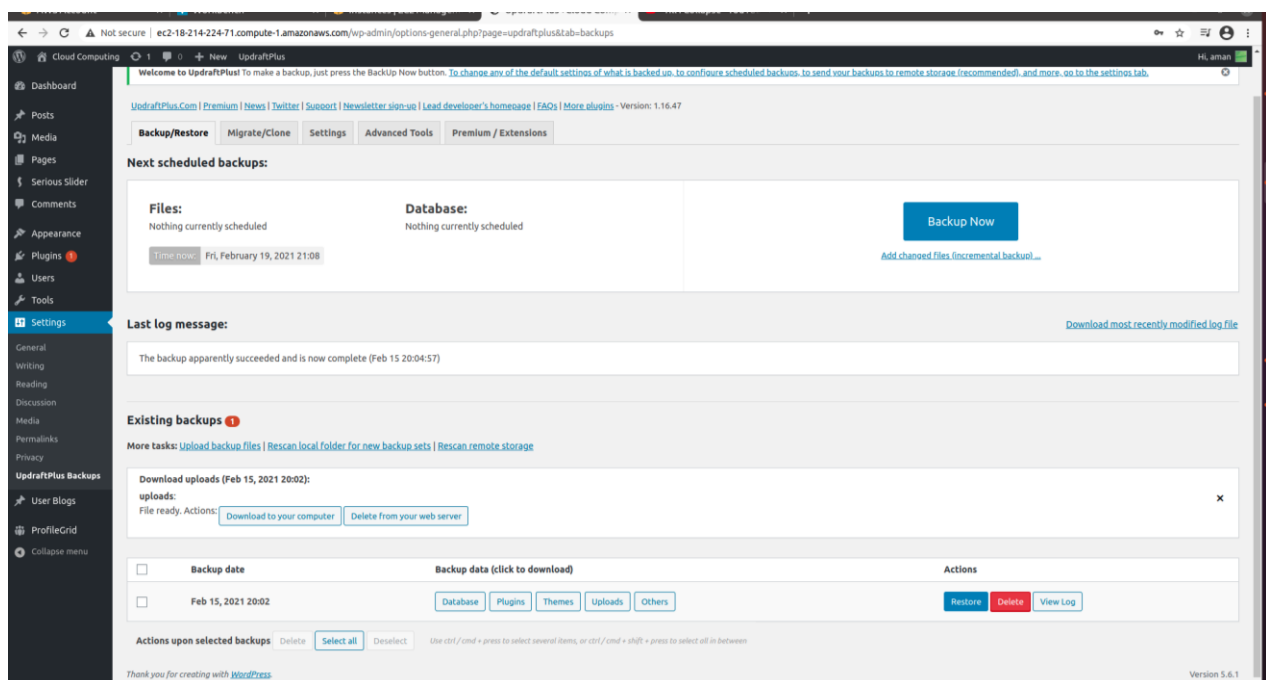 Not secure | ec2-18-214-224-71.compute-1.amazonaws.com/wp-admin/options-general.php?page=updraftplus&tab=backups
Cloud Computing 1 0 + New UpdraftPlus Hi, aman
Welcome to UpdraftPlus! To make a backup, just press the BackUp Now button. To change any of the default settings of what is backed up, to configure scheduled backups, to send your backups to remote storage (recommended), and more, go to the settings tab.
Dashboard
Posts
Media
Pages
Serious Slider
Comments
Appearance
Plugins 1
Users
Tools
Settings
General
Writing
Reading
Discussion
Media
Permalinks
Privacy
UpdraftPlus Backups
User Blogs
ProfileGrid
Collapse menu
UpdraftPlus.Com | Premium | News | Twitter | Support | Newsletter sign-up | Lead developer's homepage | FAQs | More plugins - Version: 1.16.47
Backup/Restore Migrate/Clone Settings Advanced Tools Premium / Extensions
Next scheduled backups:
Files:
Nothing currently scheduled
Database:
Nothing currently scheduled
Time now: Fri, February 19, 2021 21:08
Backup Now
Add changed files (incremental backup) ...
Last log message:
Download most recently modified log file
The backup apparently succeeded and is now complete (Feb 15 20:04:57)
Existing backups 1
More tasks: Upload backup files | Rescan local folder for new backup sets | Rescan remote storage
Download uploads (Feb 15, 2021 20:02):
uploads:
File ready. Actions: Download to your computer Delete from your web server
Backup date Backup data (click to download) Actions
Feb 15, 2021 20:02 Database Plugins Themes Uploads Others Restore Delete View Log
Actions upon selected backups Delete Select all Deselect Use ctrl / cmd + press to select several items, or ctrl / cmd + shift + press to select all in between
Thank you for creating with WordPress.
Version 5.6.1